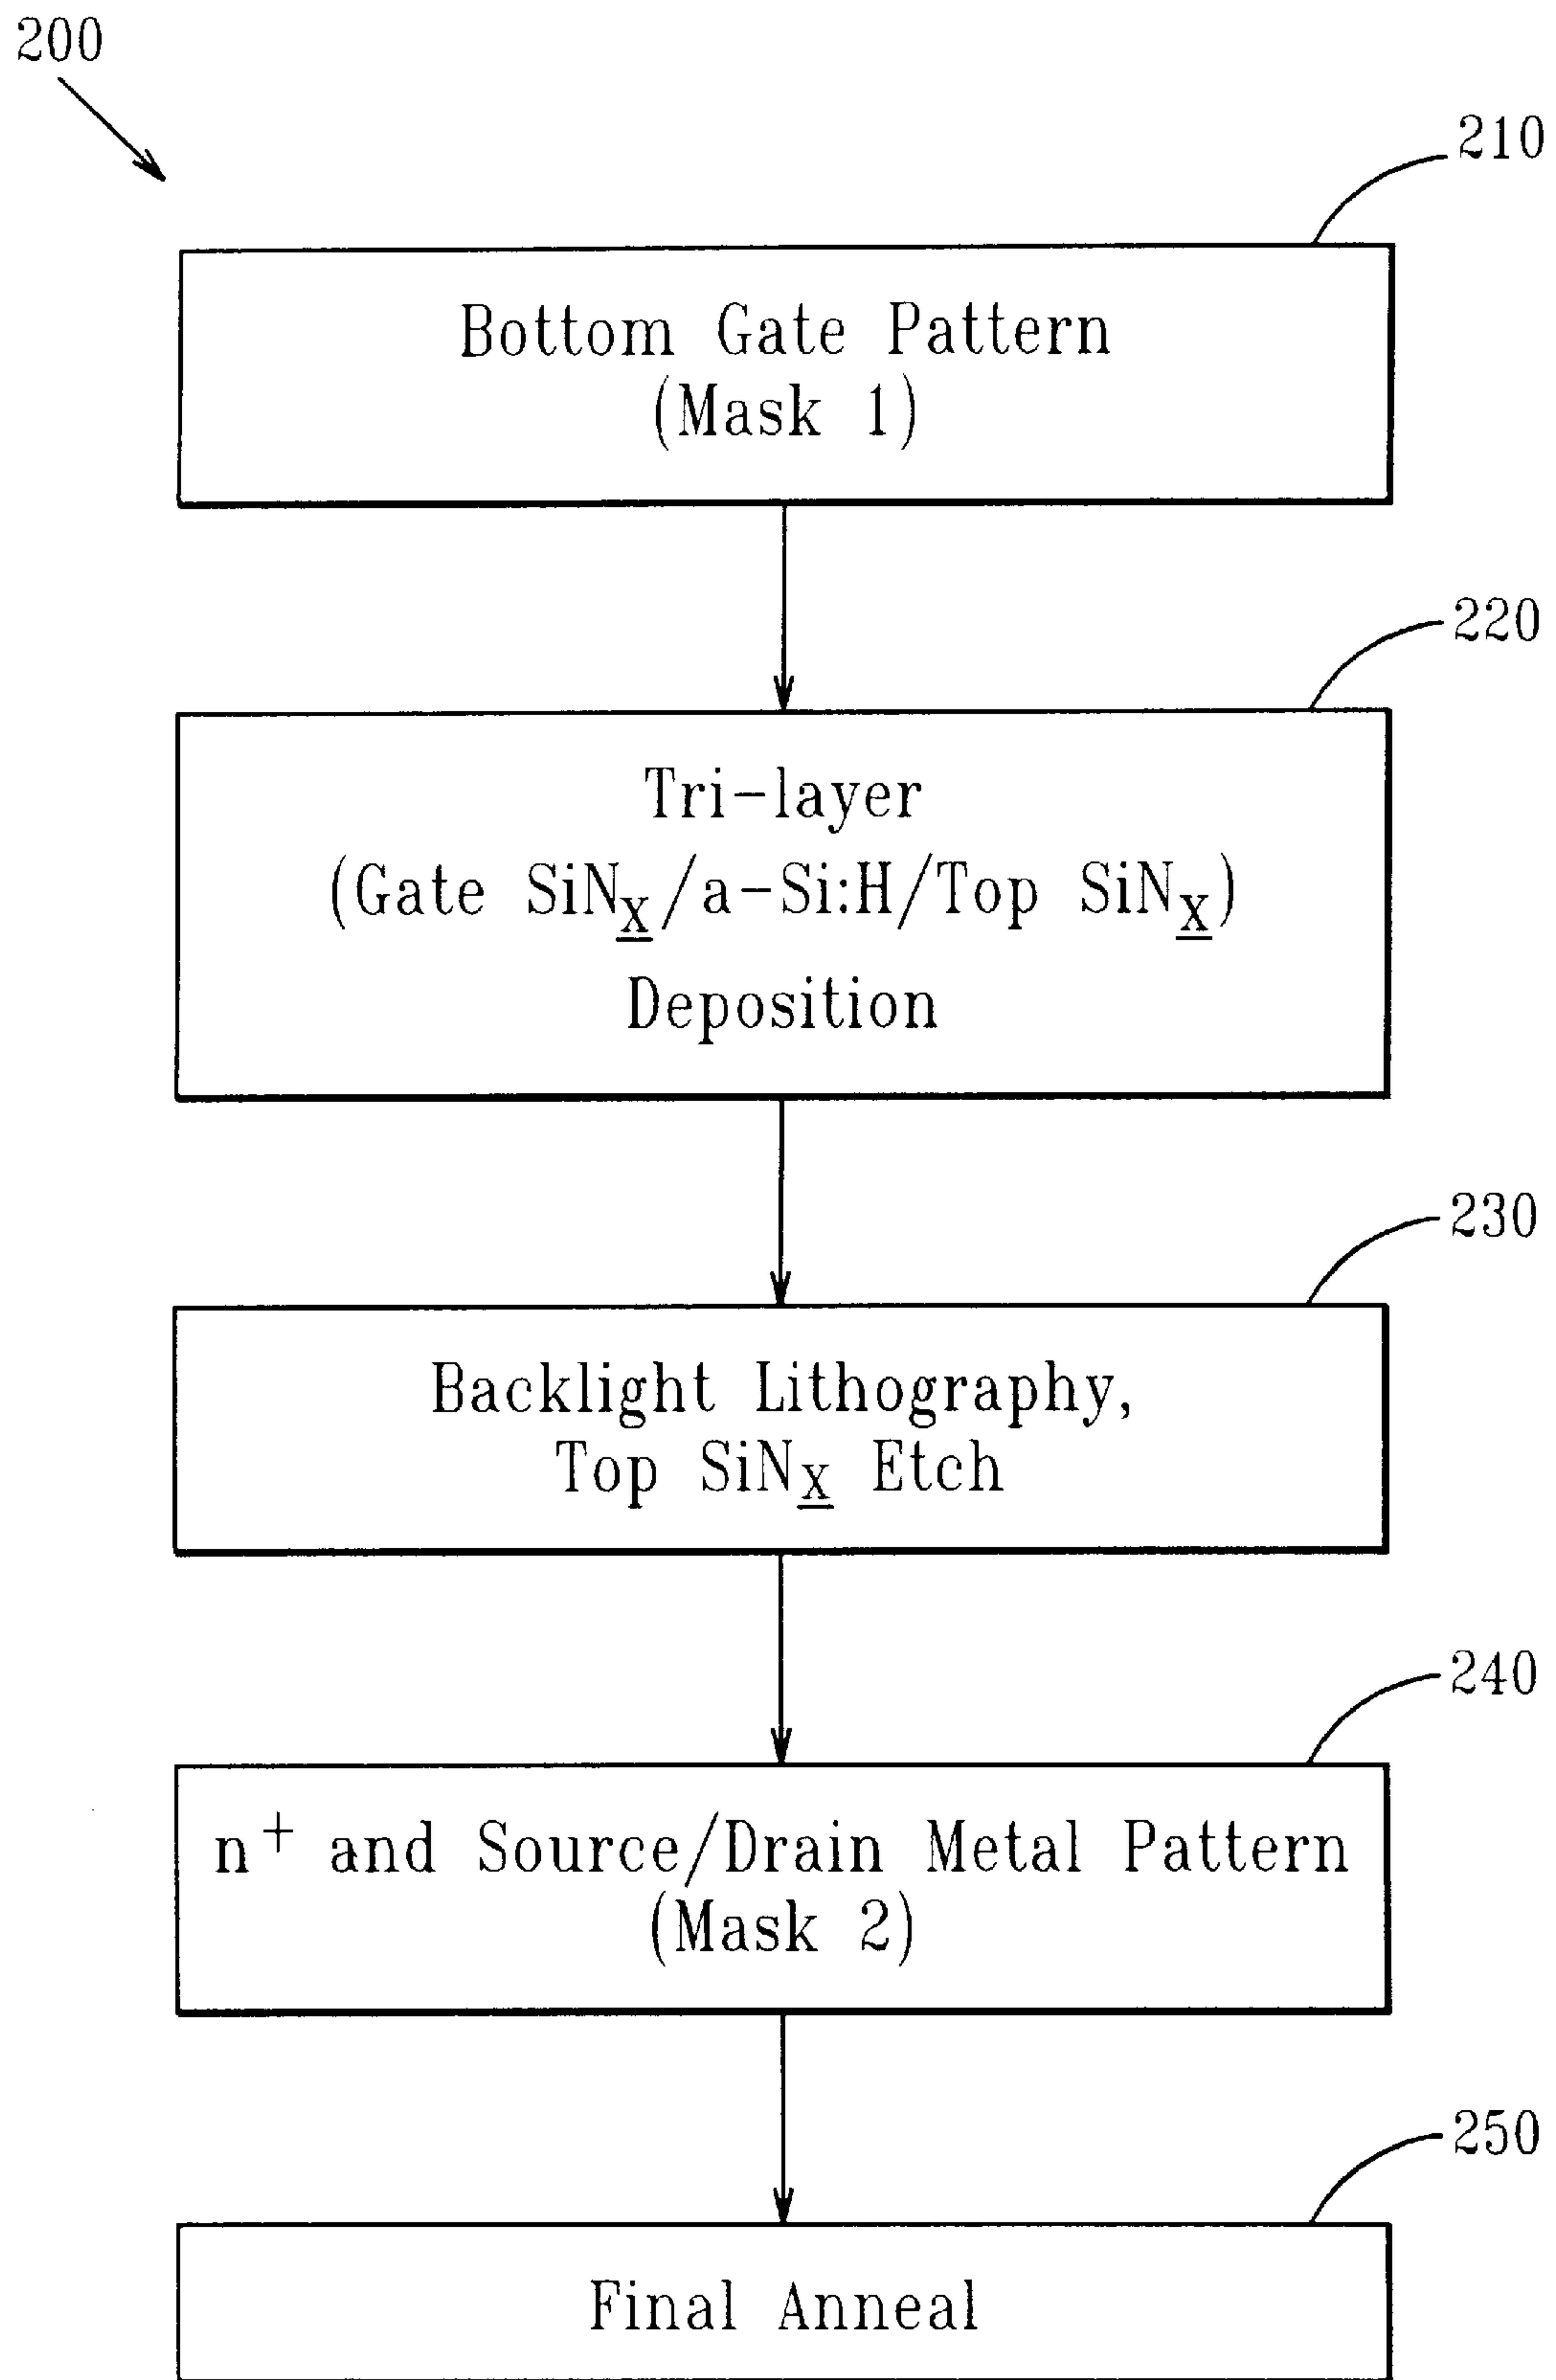 200
210
Bottom Gate Pattern
(Mask 1)
220
Tri-layer
(Gate SiNx/a-Si:H/Top SiNx)
Deposition
230
Backlight Lithography,
Top SiNx Etch
240
n+ and Source/Drain Metal Pattern
(Mask 2)
250
Final Anneal